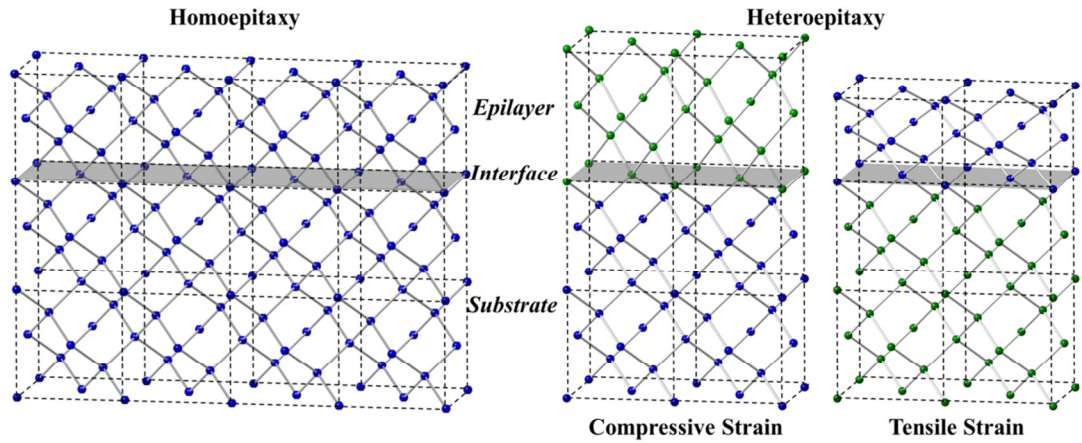 Homoepitaxy
Heteroepitaxy
Epilayer
Interface
Substrate
Compressive Strain
Tensile Strain